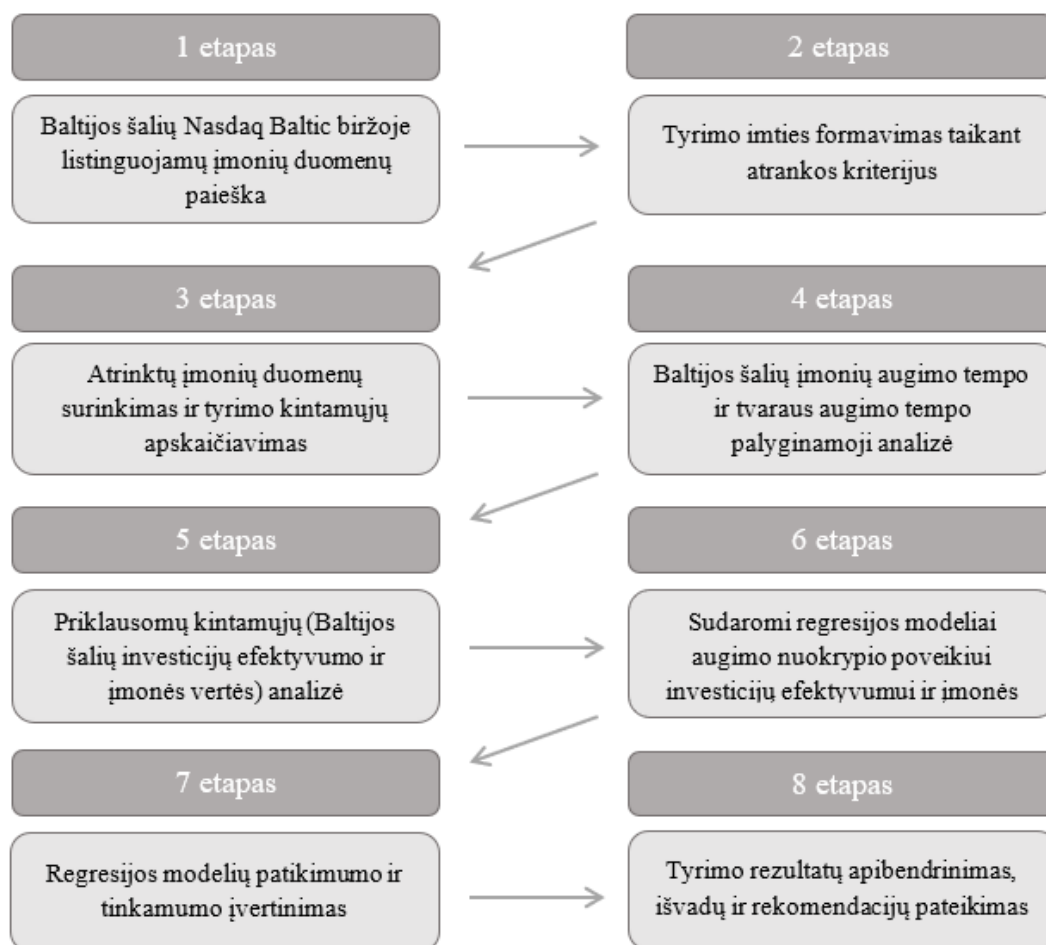 1 etapas
Baltijos šalių Nasdaq Baltic biržoje
listinguojamų įmonių duomenų
paieška
2 etapas
Tyrimo imties formavimas taikant
atrankos kriterijus
3 etapas
Atrinktų įmonių duomenų
surinkimas ir tyrimo kintamųjų
apskaičiavimas
4 etapas
Baltijos šalių įmonių augimo tempo
ir tvaraus augimo tempo
palyginamoji analizė
5 etapas
Priklausomų kintamųjų (Baltijos
šalių investicijų efektyvumo ir
įmonės vertės) analizė
6 etapas
Sudaromi regresijos modeliai
augimo nuokrypio poveikiui
investicijų efektyvumui ir įmonės
7 etapas
Regresijos modelių patikimumo ir
tinkamumo įvertinimas
8 etapas
Tyrimo rezultatų apibendrinimas,
išvadų ir rekomendacijų pateikimas